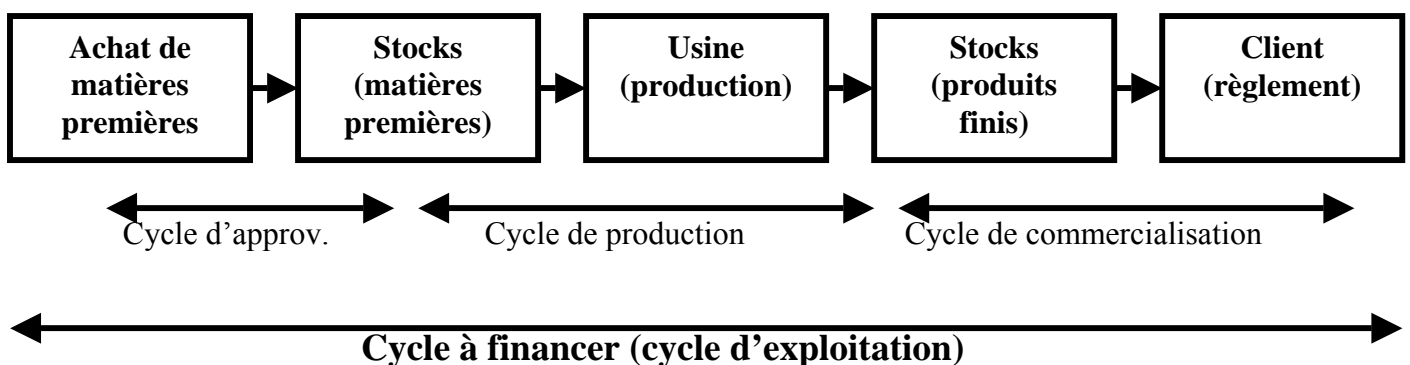 Achat de
matières
premières
Stocks
(matières
premières)
Usine
(production)
Stocks
(produits
finis)
Client
(règlement)
Cycle d’approv.
Cycle de production
Cycle de commercialisation
Cycle à financer (cycle d’exploitation)